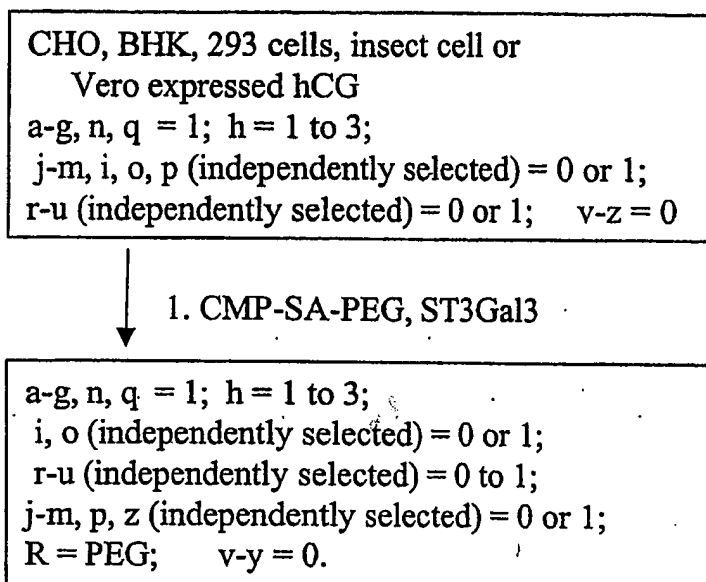 CHO, BHK, 293 cells, insect cell or
Vero expressed hCG
a-g, n, q = 1; h = 1 to 3;
j-m, i, o, p (independently selected) = 0 or 1;
r-u (independently selected) = 0 or 1; v-z = 0
1. CMP-SA-PEG, ST3Gal3
a-g, n, q = 1; h = 1 to 3;
i, o (independently selected) = 0 or 1;
r-u (independently selected) = 0 to 1;
j-m, p, z (independently selected) = 0 or 1;
R = PEG; v-y = 0.